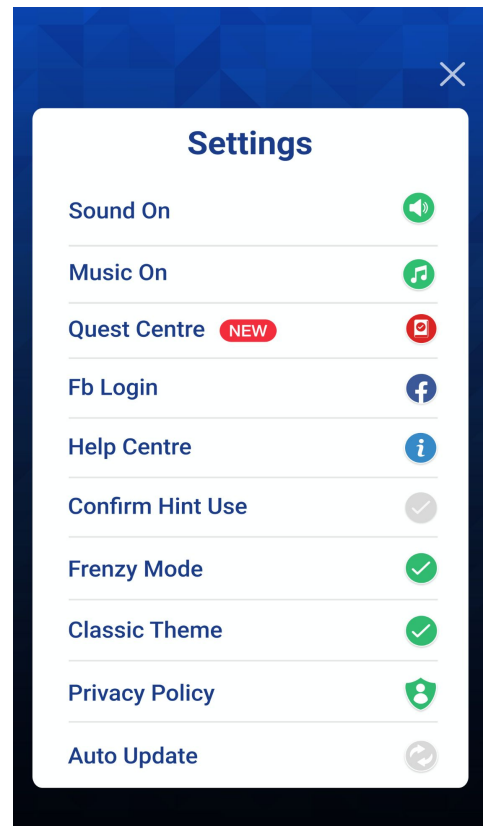 Settings
Sound On
Music On
Quest Centre NEW
Fb Login
Help Centre
Confirm Hint Use
Frenzy Mode
Classic Theme
Privacy Policy
Auto Update